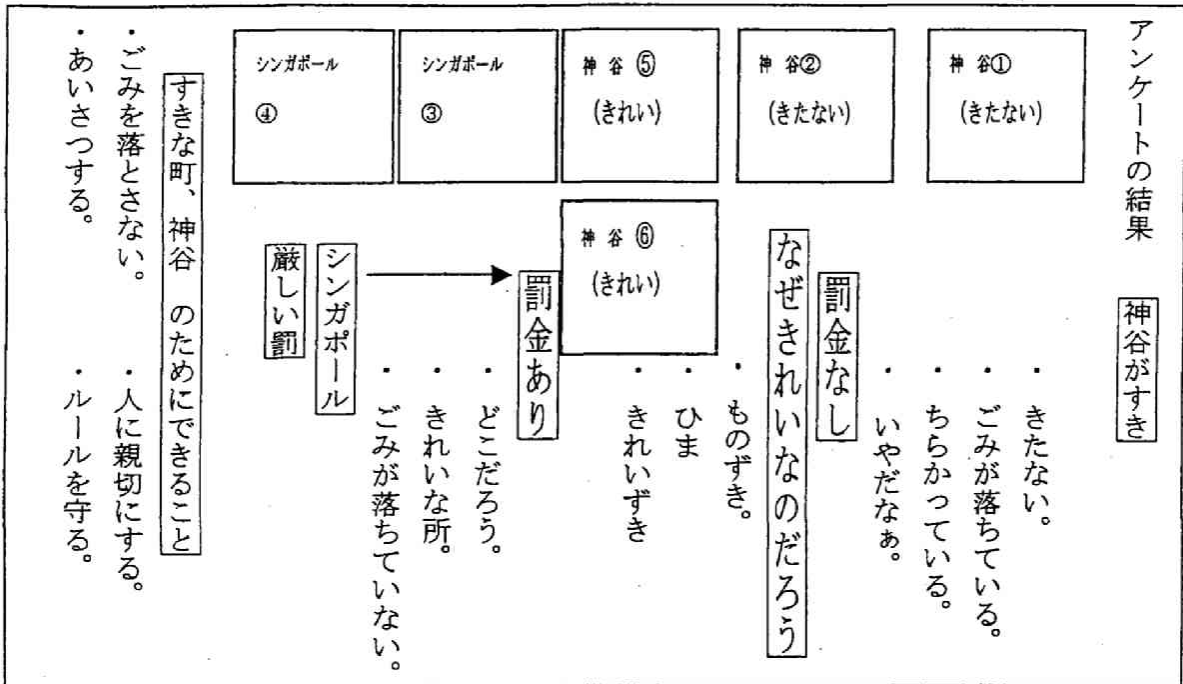 アンケートの結果　神谷がすき
神谷①
(きたない)
・きたない。
・ごみが落ちている。
・ちらかっている。
・いやだなぁ。
神谷②
(きたない)
罰金なし
なぜきれいなのだろう
・ものずき。
・ひま
・きれいずき
神谷⑤
(きれい)
神谷⑥
(きれい)
罰金あり
・どこだろう。
・きれいな所。
・ごみが落ちていない。
シンガポール
③
シンガポール
④
シンガポール
厳しい罰
すきな町、神谷　のためにできること
・ごみを落とさない。　・人に親切にする。
・あいさつする。　・ルールを守る。